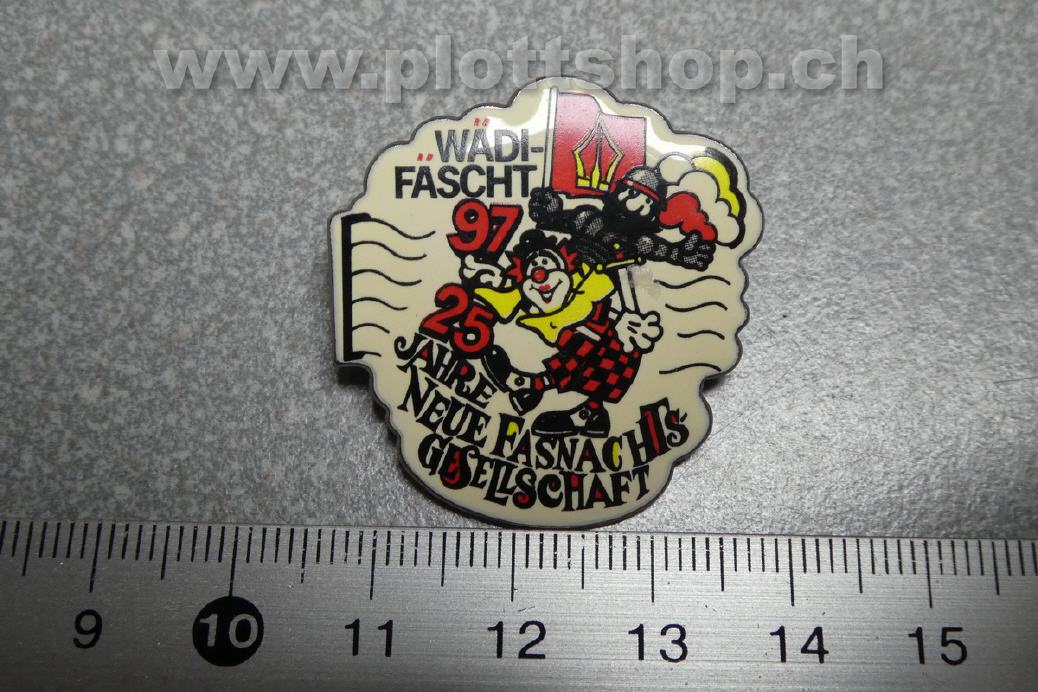 www.plottshop.ch
WÄDI-
FÄSCHT
97
25
JAHRE
NEUE FASNACHTS-
GESELLSCHAFT
9 10 11 12 13 14 15